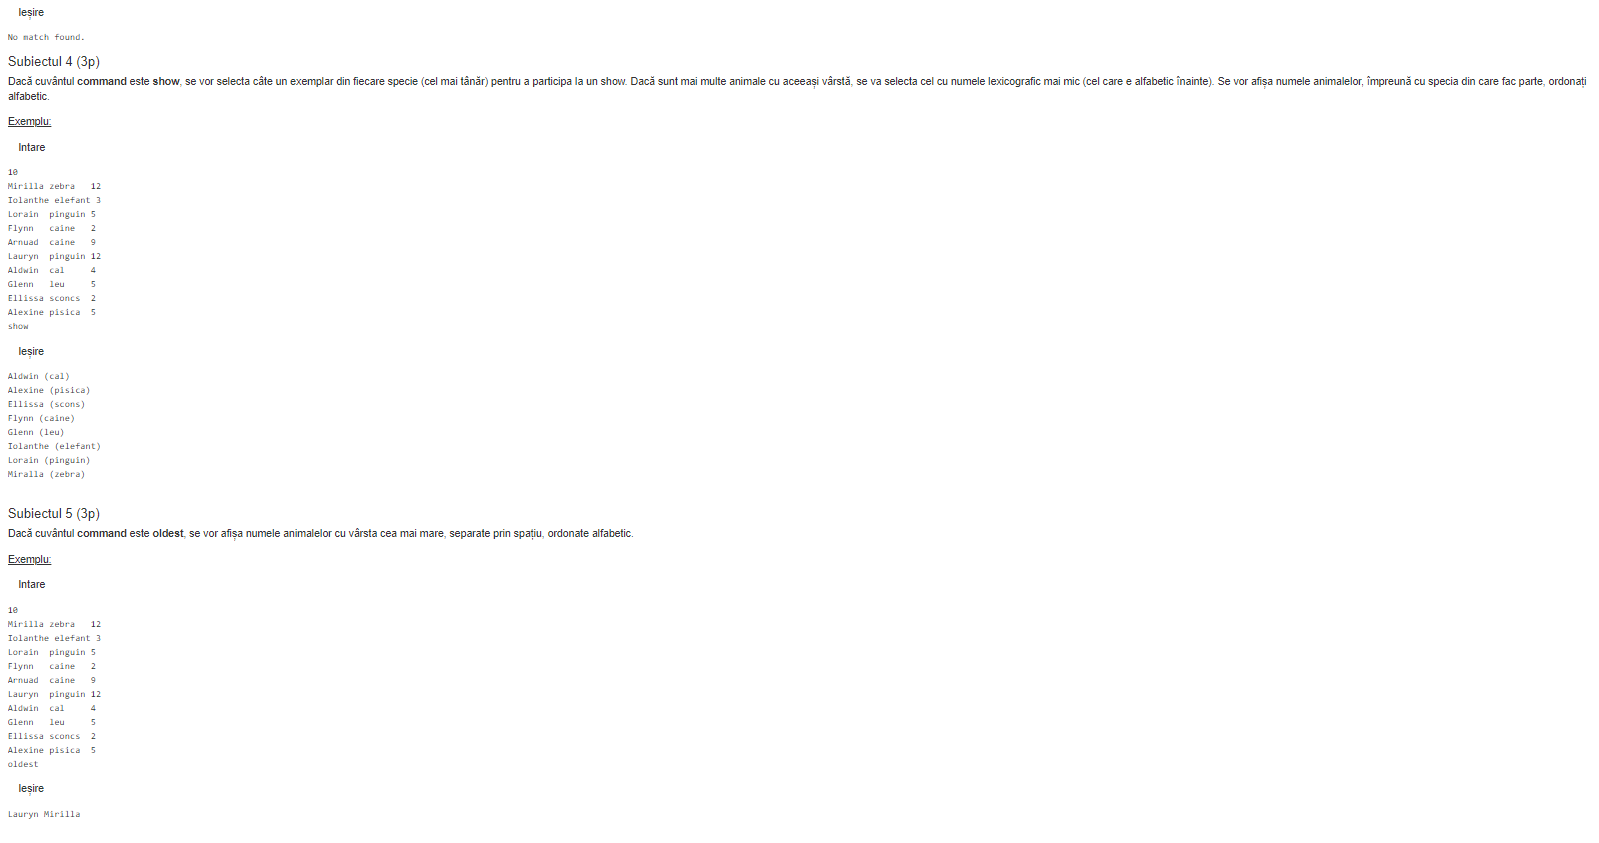 Ieșire
No match found.
Subiectul 4 (3p)
Dacă cuvântul command este show, se vor selecta câte un exemplar din fiecare specie (cel mai tânăr) pentru a participa la un show. Dacă sunt mai multe animale cu aceeași vârstă, se va selecta cel cu numele lexicografic mai mic (cel care e alfabetic înainte). Se vor afișa numele animalelor, împreună cu specia din care fac parte, ordonați
alfabetic.
Exemplu:
Intare
10
Mirilla zebra   12
Iolanthe elefant 3
Lorain  pinguin 5
Flynn   caine   2
Arnuad  caine   9
Lauryn  pinguin 12
Aldwin  cal     4
Glenn   leu     5
Ellissa sconcs  2
Alexine pisica  5
show
Ieșire
Aldwin (cal)
Alexine (pisica)
Ellissa (scons)
Flynn (caine)
Glenn (leu)
Iolanthe (elefant)
Lorain (pinguin)
Miralla (zebra)
Subiectul 5 (3p)
Dacă cuvântul command este oldest, se vor afișa numele animalelor cu vârsta cea mai mare, separate prin spațiu, ordonate alfabetic.
Exemplu:
Intare
10
Mirilla zebra   12
Iolanthe elefant 3
Lorain  pinguin 5
Flynn   caine   2
Arnuad  caine   9
Lauryn  pinguin 12
Aldwin  cal     4
Glenn   leu     5
Ellissa sconcs  2
Alexine pisica  5
oldest
Ieșire
Lauryn Mirilla